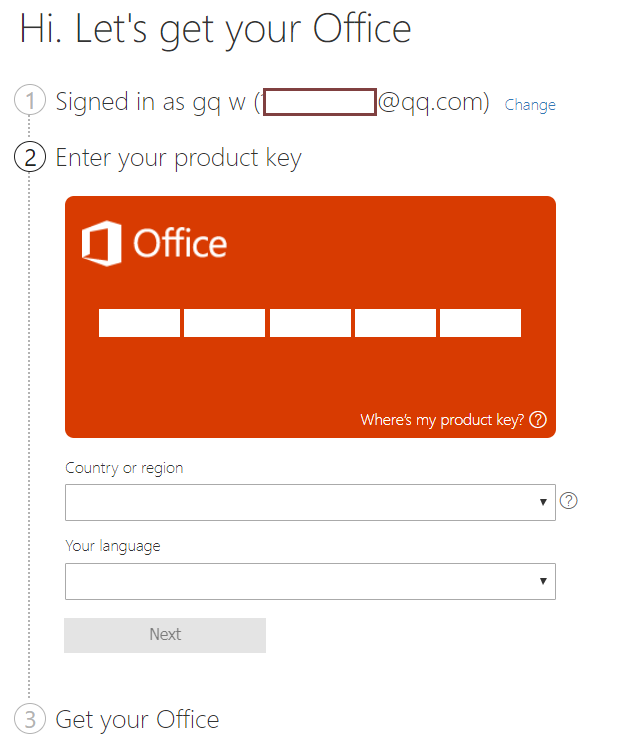 Hi. Let's get your Office
1 Signed in as gq w ( @qq.com) Change
2 Enter your product key
Office
Where's my product key? ?
Country or region
?
Your language
Next
3 Get your Office